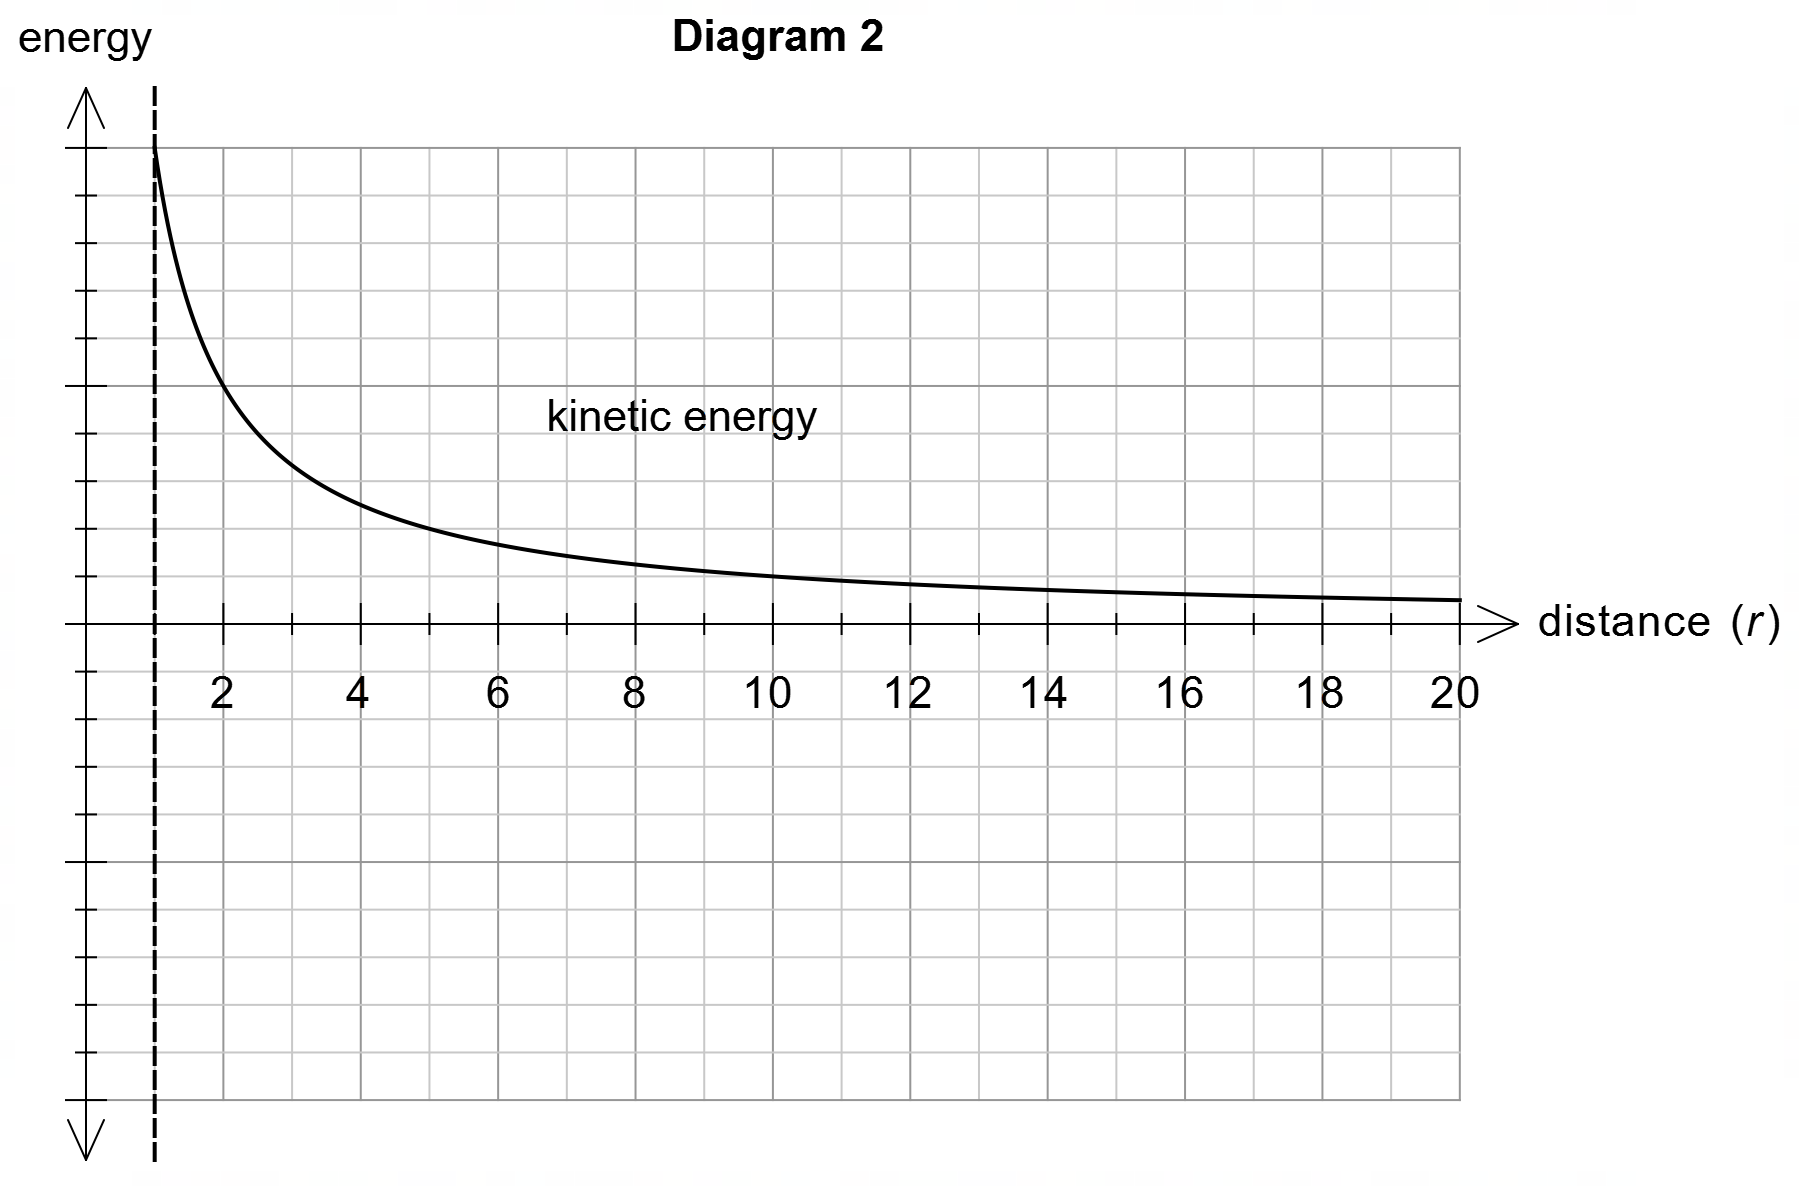 energy
Diagram 2
kinetic energy
distance (r)
2 4 6 8 10 12 14 16 18 20